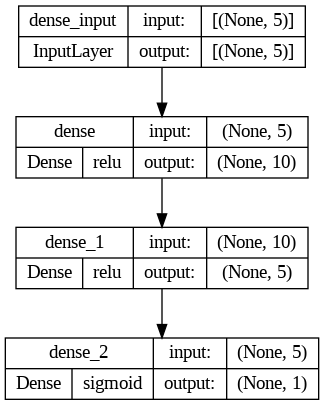 dense_input input: [(None, 5)]
InputLayer output: [(None, 5)]
dense input: (None, 5)
Dense relu output: (None, 10)
dense_1 input: (None, 10)
Dense relu output: (None, 5)
dense_2 input: (None, 5)
Dense sigmoid output: (None, 1)